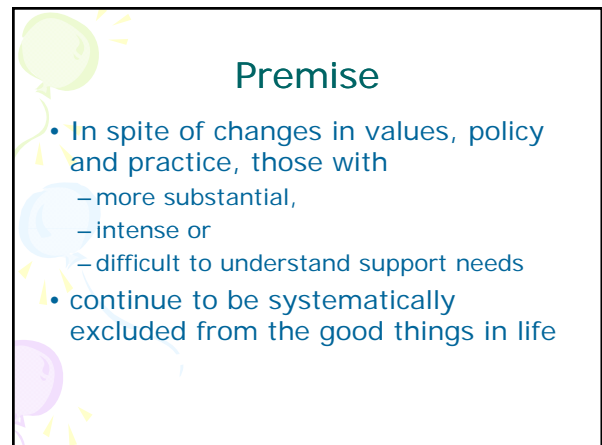 Premise
• In spite of changes in values, policy
and practice, those with
– more substantial,
– intense or
– difficult to understand support needs
• continue to be systematically
excluded from the good things in life